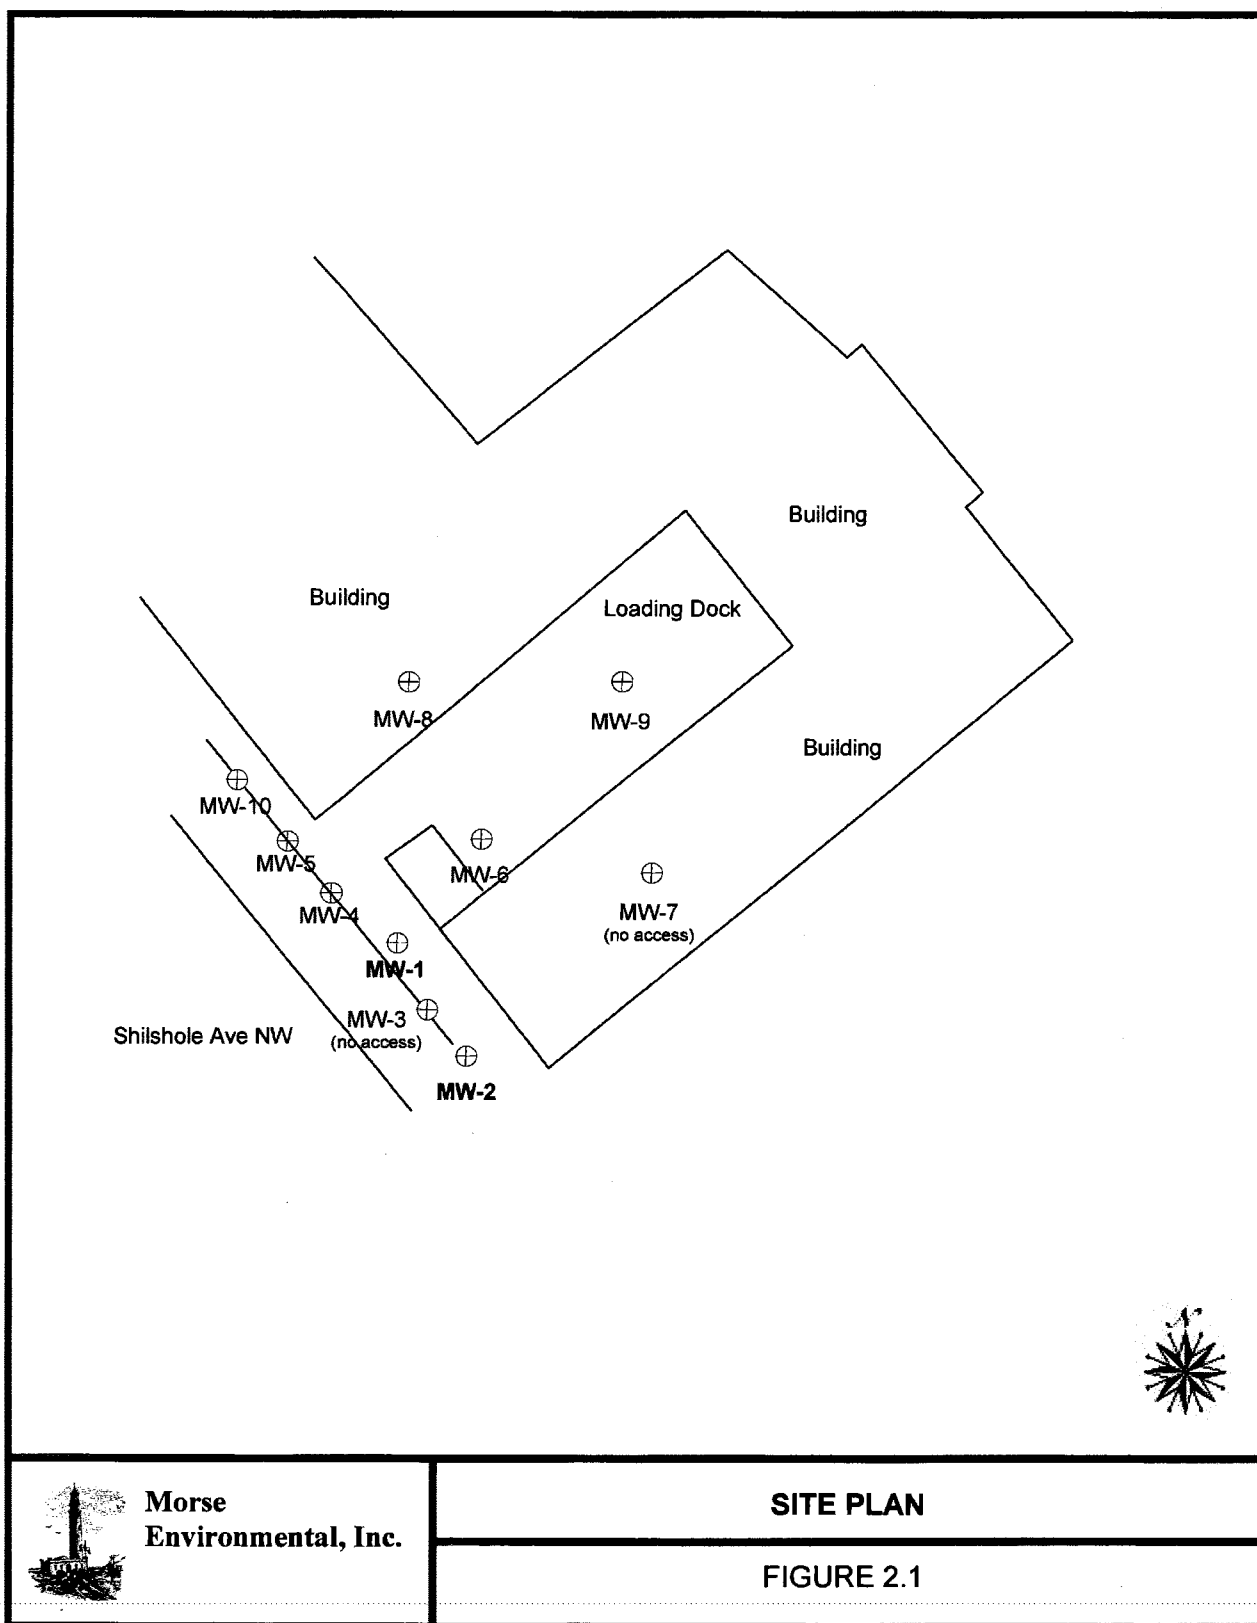 Building
Building
Loading Dock
MW-8
MW-9
Building
MW-10
MW-5
MW-6
MW-4
MW-7
(no access)
MW-1
MW-3
Shilshole Ave NW
(no access)
MW-2
N
Morse
Environmental, Inc.
SITE PLAN
FIGURE 2.1